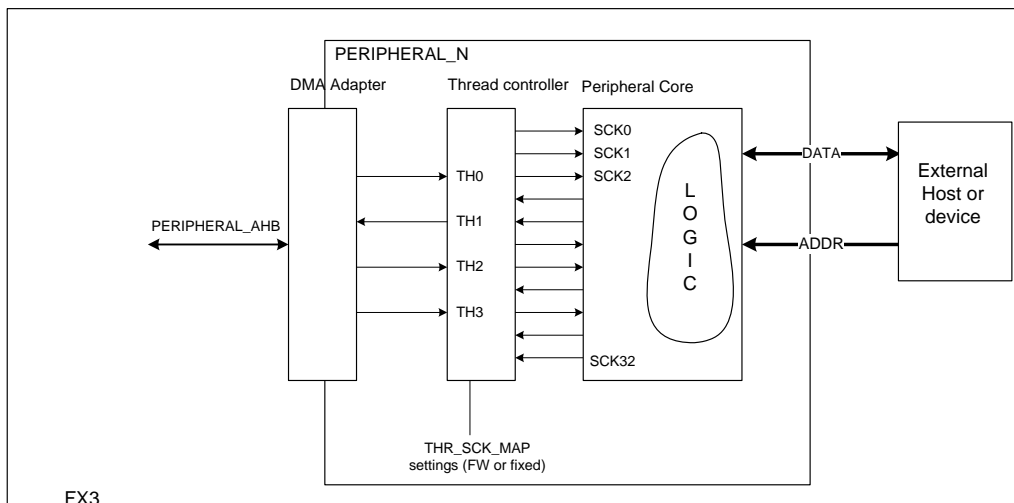 PERIPHERAL_N
DMA Adapter
Thread controller
Peripheral Core
SCK0
SCK1
SCK2
TH0
TH1
TH2
TH3
SCK32
LOGIC
PERIPHERAL_AHB
DATA
ADDR
External
Host or
device
THR_SCK_MAP
settings (FW or fixed)
FX3